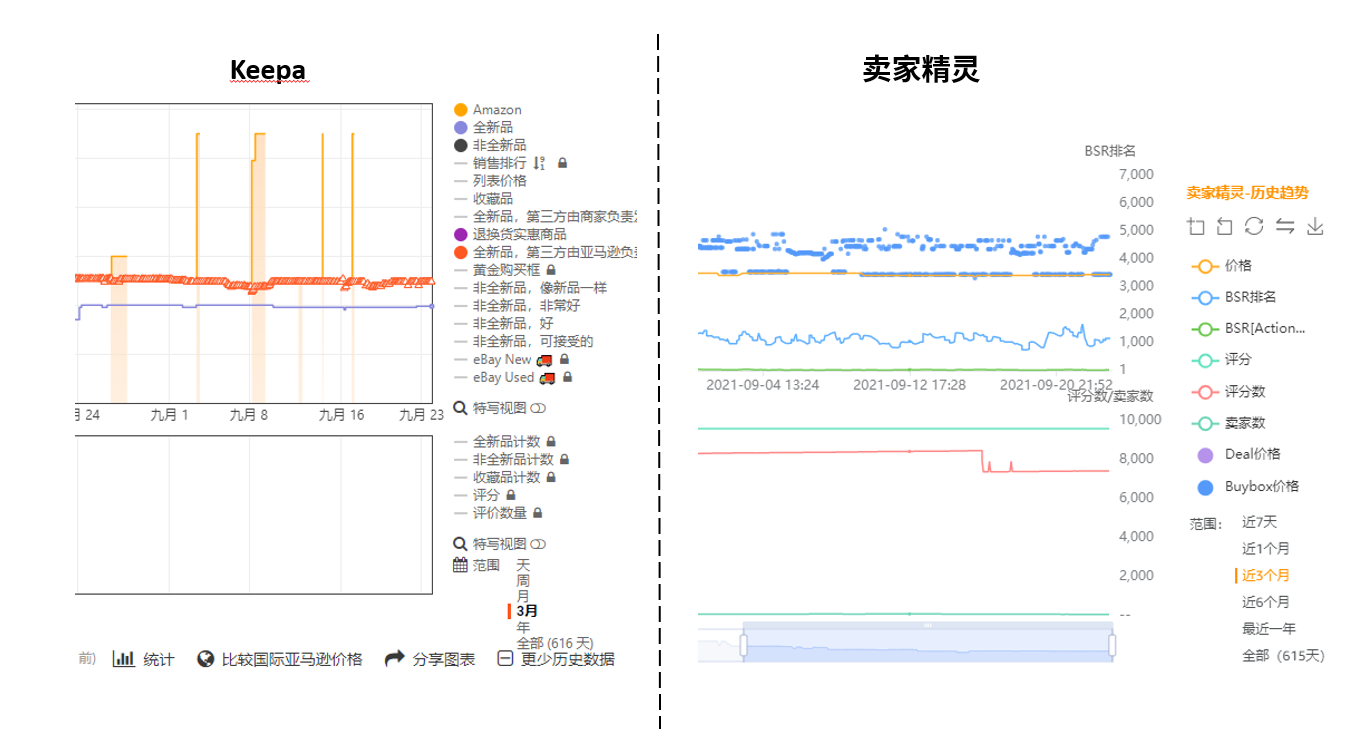 Keepa
Amazon
全新品
非全新品
销售排行
列表价格
收藏品
全新品，第三方由商家负责发
退换货实惠商品
全新品，第三方由亚马逊负责
黄金购买框
非全新品，像新品一样
非全新品，非常好
非全新品，好
非全新品，可接受的
eBay New
eBay Used
特写视图
月 24 九月 1 九月 8 九月 16 九月 23
全新品计数
非全新品计数
收藏品计数
评分
评价数量
特写视图
范围
天
周
月
3月
年
全部 (616 天)
前) 统计 比较国际亚马逊价格 分享图表 更少历史数据
卖家精灵
BSR排名
7,000
6,000
5,000
4,000
3,000
2,000
1,000
1
2021-09-04 13:24 2021-09-12 17:28 2021-09-20 21:52
评分数/卖家数
10,000
8,000
6,000
4,000
2,000
--
卖家精灵-历史趋势
价格
BSR排名
BSR[Action...
评分
评分数
卖家数
Deal价格
Buybox价格
范围：
近7天
近1个月
近3个月
近6个月
最近一年
全部（615天）